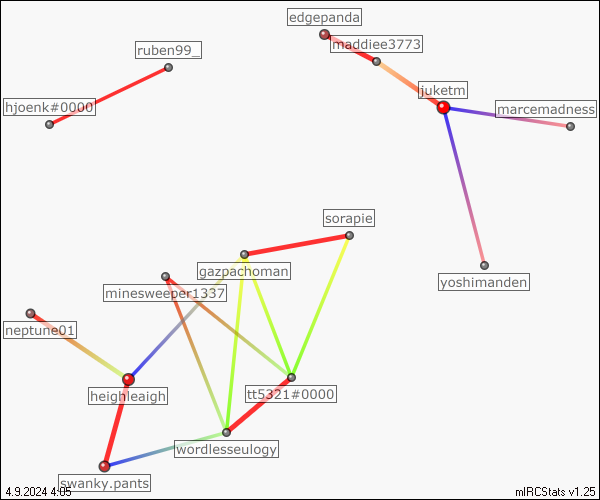 edgepanda
maddiee3773
ruben99_
juketm
hjoenk#0000
marcemadness
sorapie
gazpachoman
yoshimanden
minesweeper1337
neptune01
heighleaigh
tt5321#0000
wordlesseulogy
swanky.pants
4.9.2024 4:05
mIRCStats v1.25